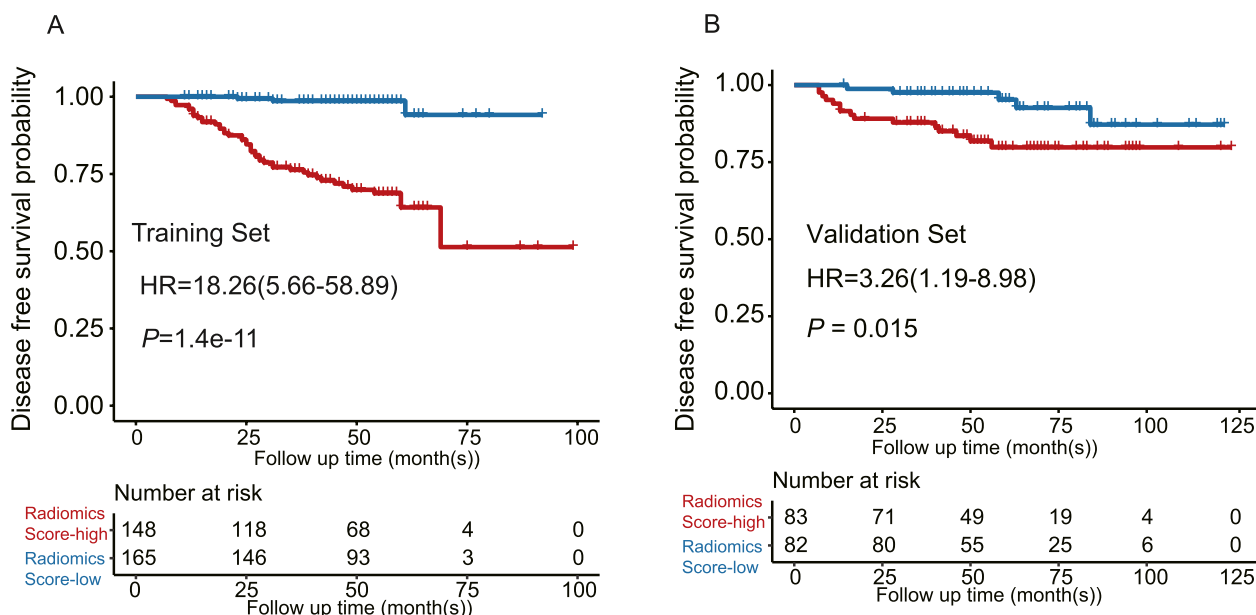 A
Disease free survival probability
1.00
0.75
0.50
0.25
0.00
Training Set
HR=18.26(5.66-58.89)
P=1.4e-11
0 25 50 75 100
Follow up time (month(s))
Number at risk
Radiomics
Score-high 148 118 68 4 0
Radiomics 165 146 93 3 0
Score-low
0 25 50 75 100
Follow up time (month(s))
B
Disease free survival probability
1.00
0.75
0.50
0.25
0.00
Validation Set
HR=3.26(1.19-8.98)
P = 0.015
0 25 50 75 100 125
Follow up time (month(s))
Number at risk
Radiomics
Score-high 83 71 49 19 4 0
Radiomics 82 80 55 25 6 0
Score-low
0 25 50 75 100 125
Follow up time (month(s))